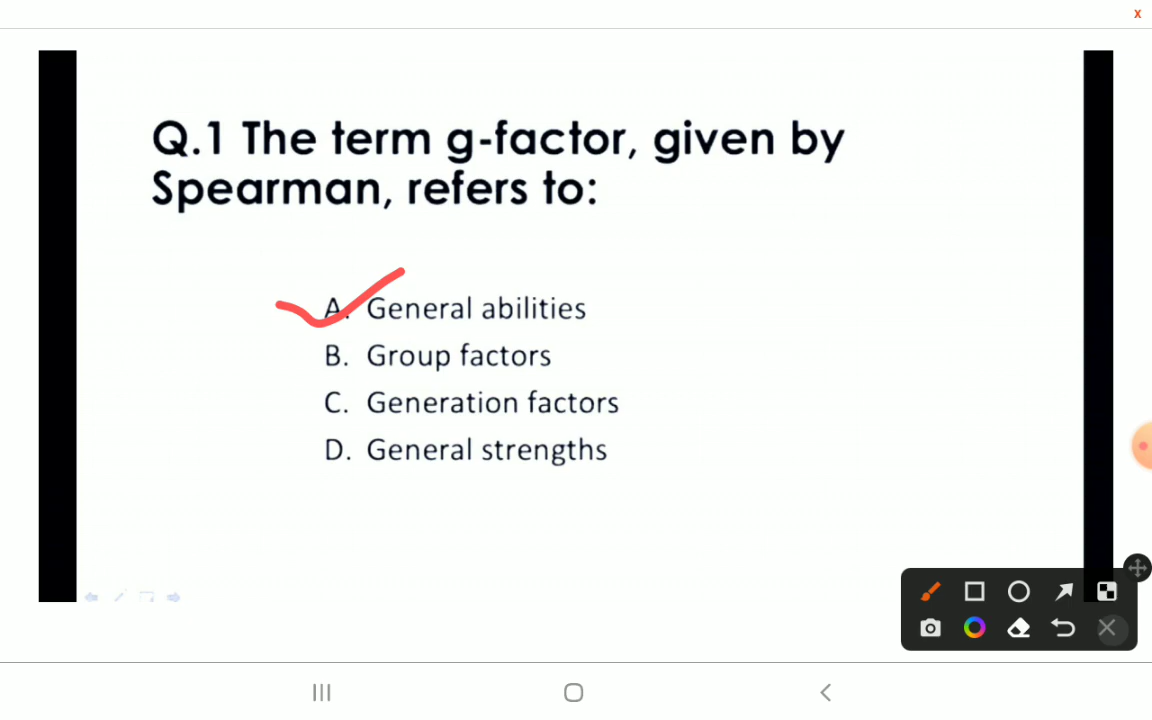 x
Q.1 The term g-factor, given by
Spearman, refers to:
A. General abilities
B. Group factors
C. Generation factors
D. General strengths